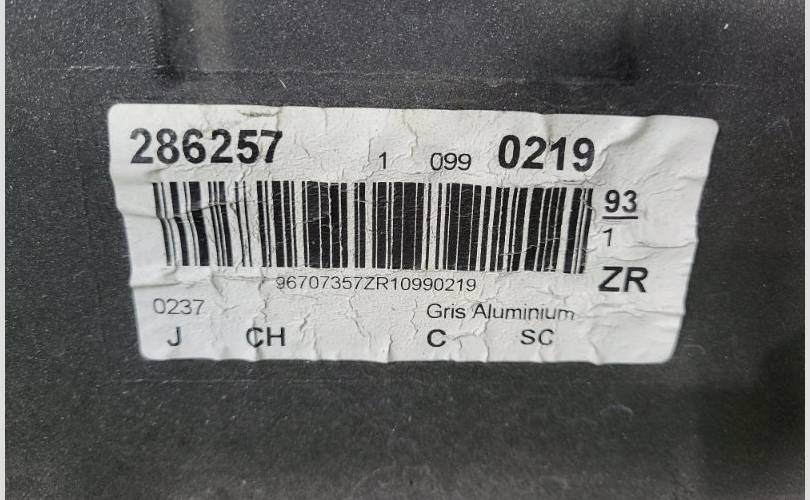 286257 1 099 0219
93
1
ZR
96707357ZR10990219
0237 Gris Aluminium
J CH C SC